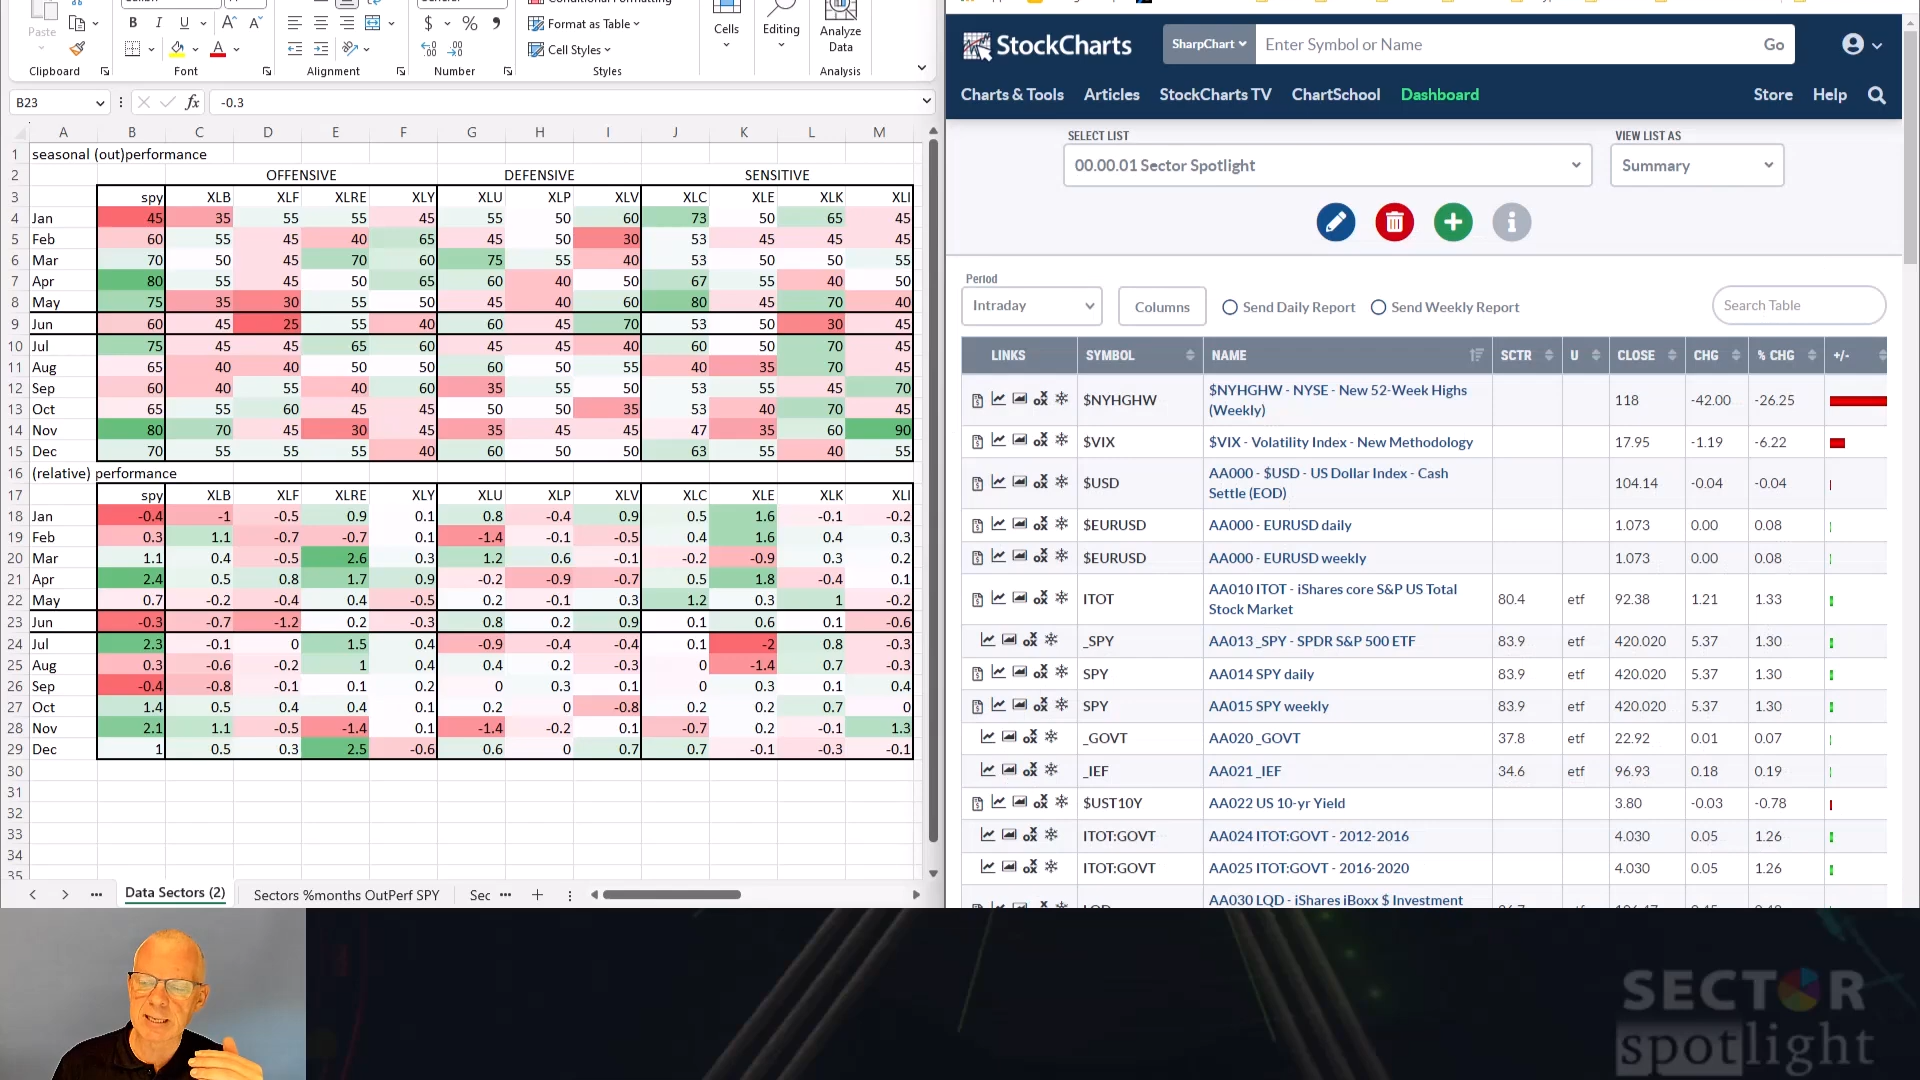 Paste
B I U A A
$ % ,
Format as Table
Cell Styles
Cells
Editing
Analyze
Data
Clipboard Font Alignment Number Styles Analysis
B23 fx -0.3
A B C D E F G H I J K L M
1 seasonal (out)performance
2 OFFENSIVE DEFENSIVE SENSITIVE
3 spy XLB XLF XLRE XLY XLU XLP XLV XLC XLE XLK XLI
4 Jan 45 35 55 55 45 55 50 60 73 50 65 45
5 Feb 60 55 45 40 65 45 50 30 53 45 45 45
6 Mar 70 50 45 70 60 75 55 40 53 50 50 55
7 Apr 80 55 45 50 65 60 40 50 67 55 40 50
8 May 75 35 30 55 50 45 40 60 80 45 70 40
9 Jun 60 45 25 55 40 60 45 70 53 50 30 45
10 Jul 75 45 45 65 60 45 45 40 60 50 70 45
11 Aug 65 40 40 50 50 60 50 55 40 35 70 45
12 Sep 60 40 55 40 60 35 55 50 53 55 45 70
13 Oct 65 55 60 45 45 50 50 35 53 40 70 45
14 Nov 80 70 45 30 45 35 45 45 47 35 60 90
15 Dec 70 55 55 55 40 60 50 50 63 55 40 55
16 (relative) performance
17 spy XLB XLF XLRE XLY XLU XLP XLV XLC XLE XLK XLI
18 Jan -0.4 -1 -0.5 0.9 0.1 0.8 -0.4 0.9 0.5 1.6 -0.1 -0.2
19 Feb 0.3 1.1 -0.7 -0.7 0.1 -1.4 -0.1 -0.5 0.4 1.6 0.4 0.3
20 Mar 1.1 0.4 -0.5 2.6 0.3 1.2 0.6 -0.1 -0.2 -0.9 0.3 0.2
21 Apr 2.4 0.5 0.8 1.7 0.9 -0.2 -0.9 -0.7 0.5 1.8 -0.4 0.1
22 May 0.7 -0.2 -0.4 0.4 -0.5 0.2 -0.1 0.3 1.2 0.3 1 -0.2
23 Jun -0.3 -0.7 -1.2 0.2 -0.3 0.8 0.2 0.9 0.1 0.6 0.1 -0.6
24 Jul 2.3 -0.1 0 1.5 0.4 -0.9 -0.4 -0.4 0.1 -2 0.8 -0.3
25 Aug 0.3 -0.6 -0.2 1 0.4 0.4 0.2 -0.3 0 -1.4 0.7 -0.3
26 Sep -0.4 -0.8 -0.1 0.1 0.2 0 0.3 0.1 0 0.3 0.1 0.4
27 Oct 1.4 0.5 0.4 0.4 0.1 0.2 0 -0.8 0.2 0.2 0.7 0
28 Nov 2.1 1.1 -0.5 -1.4 0.1 -1.4 -0.2 0.1 -0.7 0.2 -0.1 1.3
29 Dec 1 0.5 0.3 2.5 -0.6 0.6 0 0.7 0.7 -0.1 -0.3 -0.1
30
31
32
33
34
35
Data Sectors (2) Sectors %months OutPerf SPY Sec
StockCharts SharpChart Enter Symbol or Name Go
Charts & Tools Articles StockCharts TV ChartSchool Dashboard Store Help
SELECT LIST VIEW LIST AS
00.00.01 Sector Spotlight Summary
Period
Intraday Columns Send Daily Report Send Weekly Report Search Table
LINKS SYMBOL NAME SCTR U CLOSE CHG % CHG +/-
$NYHGHW $NYHGHW - NYSE - New 52-Week Highs
(Weekly) 118 -42.00 -26.25
$VIX $VIX - Volatility Index - New Methodology 17.95 -1.19 -6.22
$USD AA000 - $USD - US Dollar Index - Cash
Settle (EOD) 104.14 -0.04 -0.04
$EURUSD AA000 - EURUSD daily 1.073 0.00 0.08
$EURUSD AA000 - EURUSD weekly 1.073 0.00 0.08
ITOT AA010 ITOT - iShares core S&P US Total
Stock Market 80.4 etf 92.38 1.21 1.33
_SPY AA013 _SPY - SPDR S&P 500 ETF 83.9 etf 420.020 5.37 1.30
SPY AA014 SPY daily 83.9 etf 420.020 5.37 1.30
SPY AA015 SPY weekly 83.9 etf 420.020 5.37 1.30
_GOVT AA020 _GOVT 37.8 etf 22.92 0.01 0.07
_IEF AA021 _IEF 34.6 etf 96.93 0.18 0.19
$UST10Y AA022 US 10-yr Yield 3.80 -0.03 -0.78
ITOT:GOVT AA024 ITOT:GOVT - 2012-2016 4.030 0.05 1.26
ITOT:GOVT AA025 ITOT:GOVT - 2016-2020 4.030 0.05 1.26
AA030 LQD - iShares iBoxx $ Investment
SECTOR
spotlight